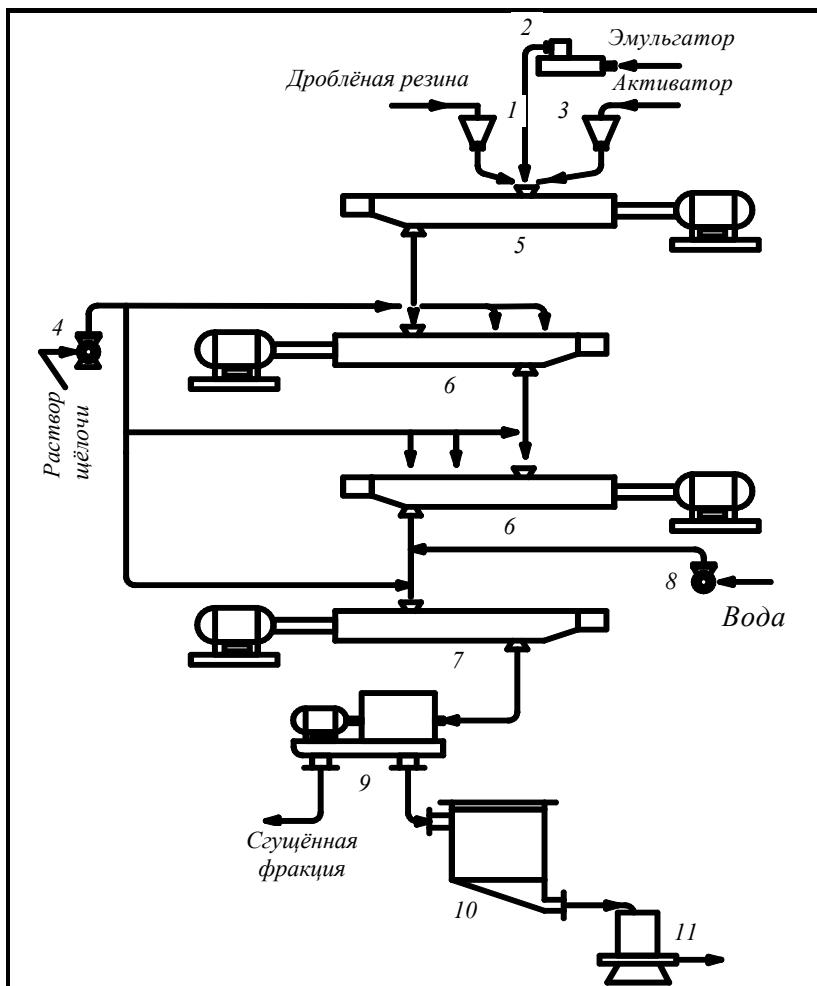 2
Эмульгатор
Дроблёная резина
Активатор
1
3
5
4
6
Раствор
щёлочи
6
8
Вода
7
9
Сгущённая
фракция
10
11